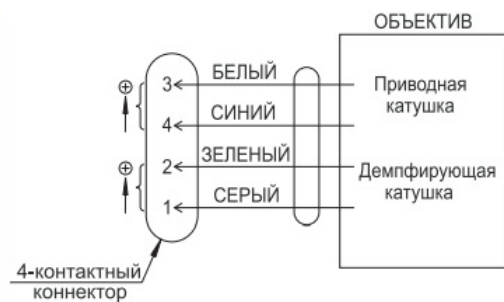 ОБЪЕКТИВ
БЕЛЫЙ
3
Приводная
катушка
СИНИЙ
4
ЗЕЛЕНЫЙ
2
Демпфирующая
катушка
СЕРЫЙ
1
4-контактный
коннектор